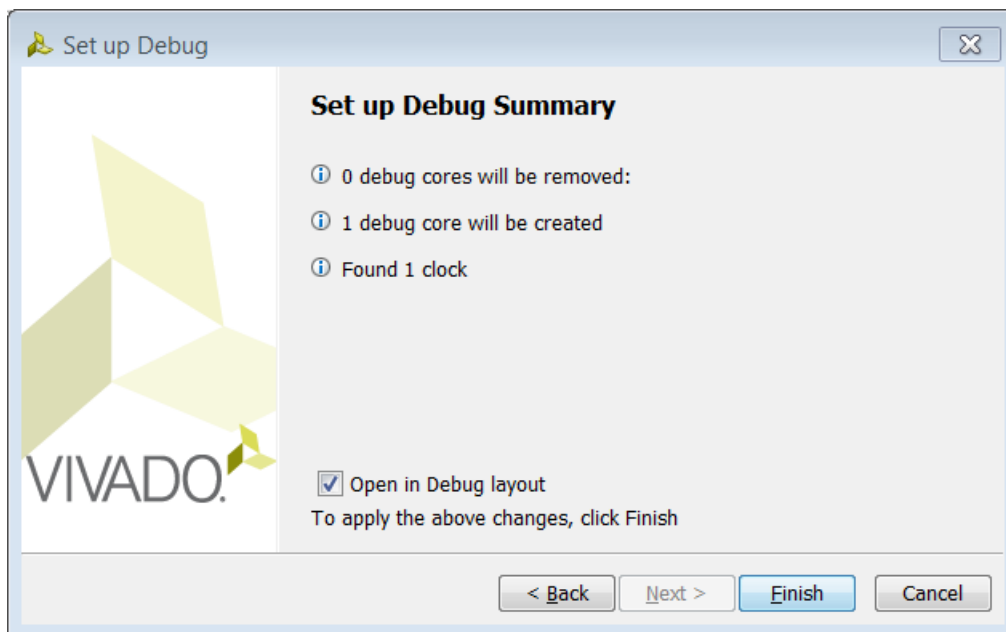 Set up Debug
Set up Debug Summary
0 debug cores will be removed:
1 debug core will be created
Found 1 clock
VIVADO.
Open in Debug layout
To apply the above changes, click Finish
< Back
Next >
Finish
Cancel